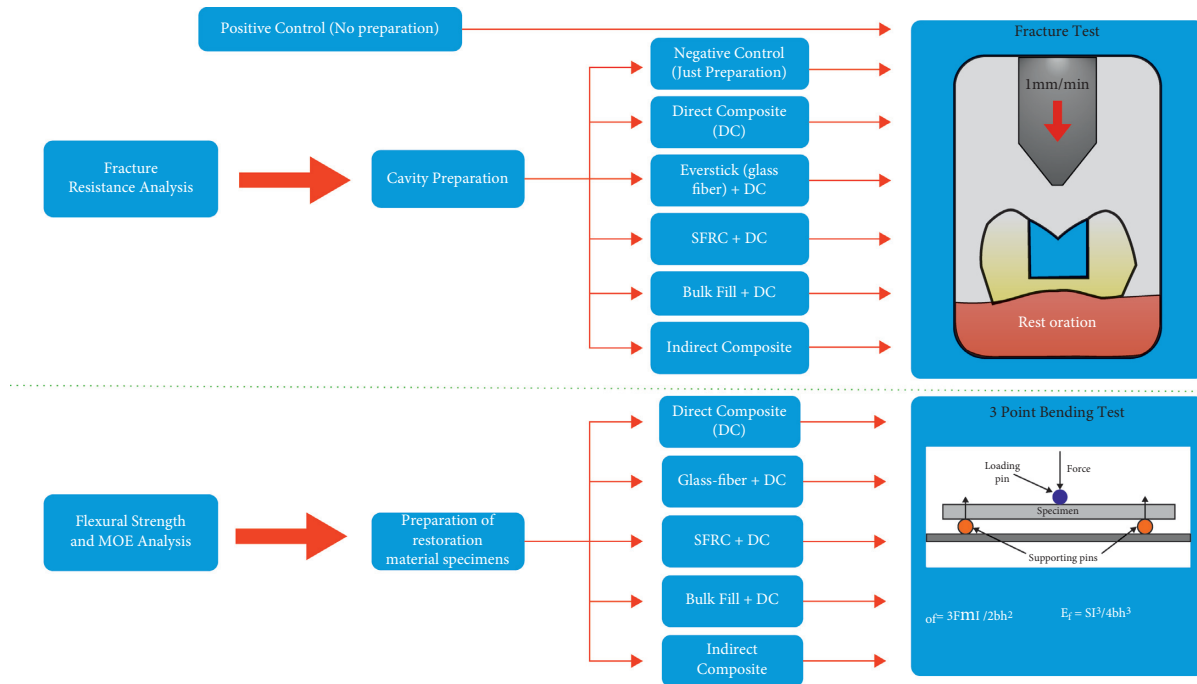 Positive Control (No preparation)
Fracture
Resistance Analysis
Cavity Preparation
Negative Control
(Just Preparation)
Direct Composite
(DC)
Everstick (glass
fiber) + DC
SFRC + DC
Bulk Fill + DC
Indirect Composite
Fracture Test
1mm/min
Rest oration
Flexural Strength
and MOE Analysis
Preparation of
restoration
material specimens
Direct Composite
(DC)
Glass-fiber + DC
SFRC + DC
Bulk Fill + DC
Indirect
Composite
3 Point Bending Test
Loading
pin
Force
Specimen
Supporting pins
of= 3FmI /2bh²
E_f = SI³/4bh³